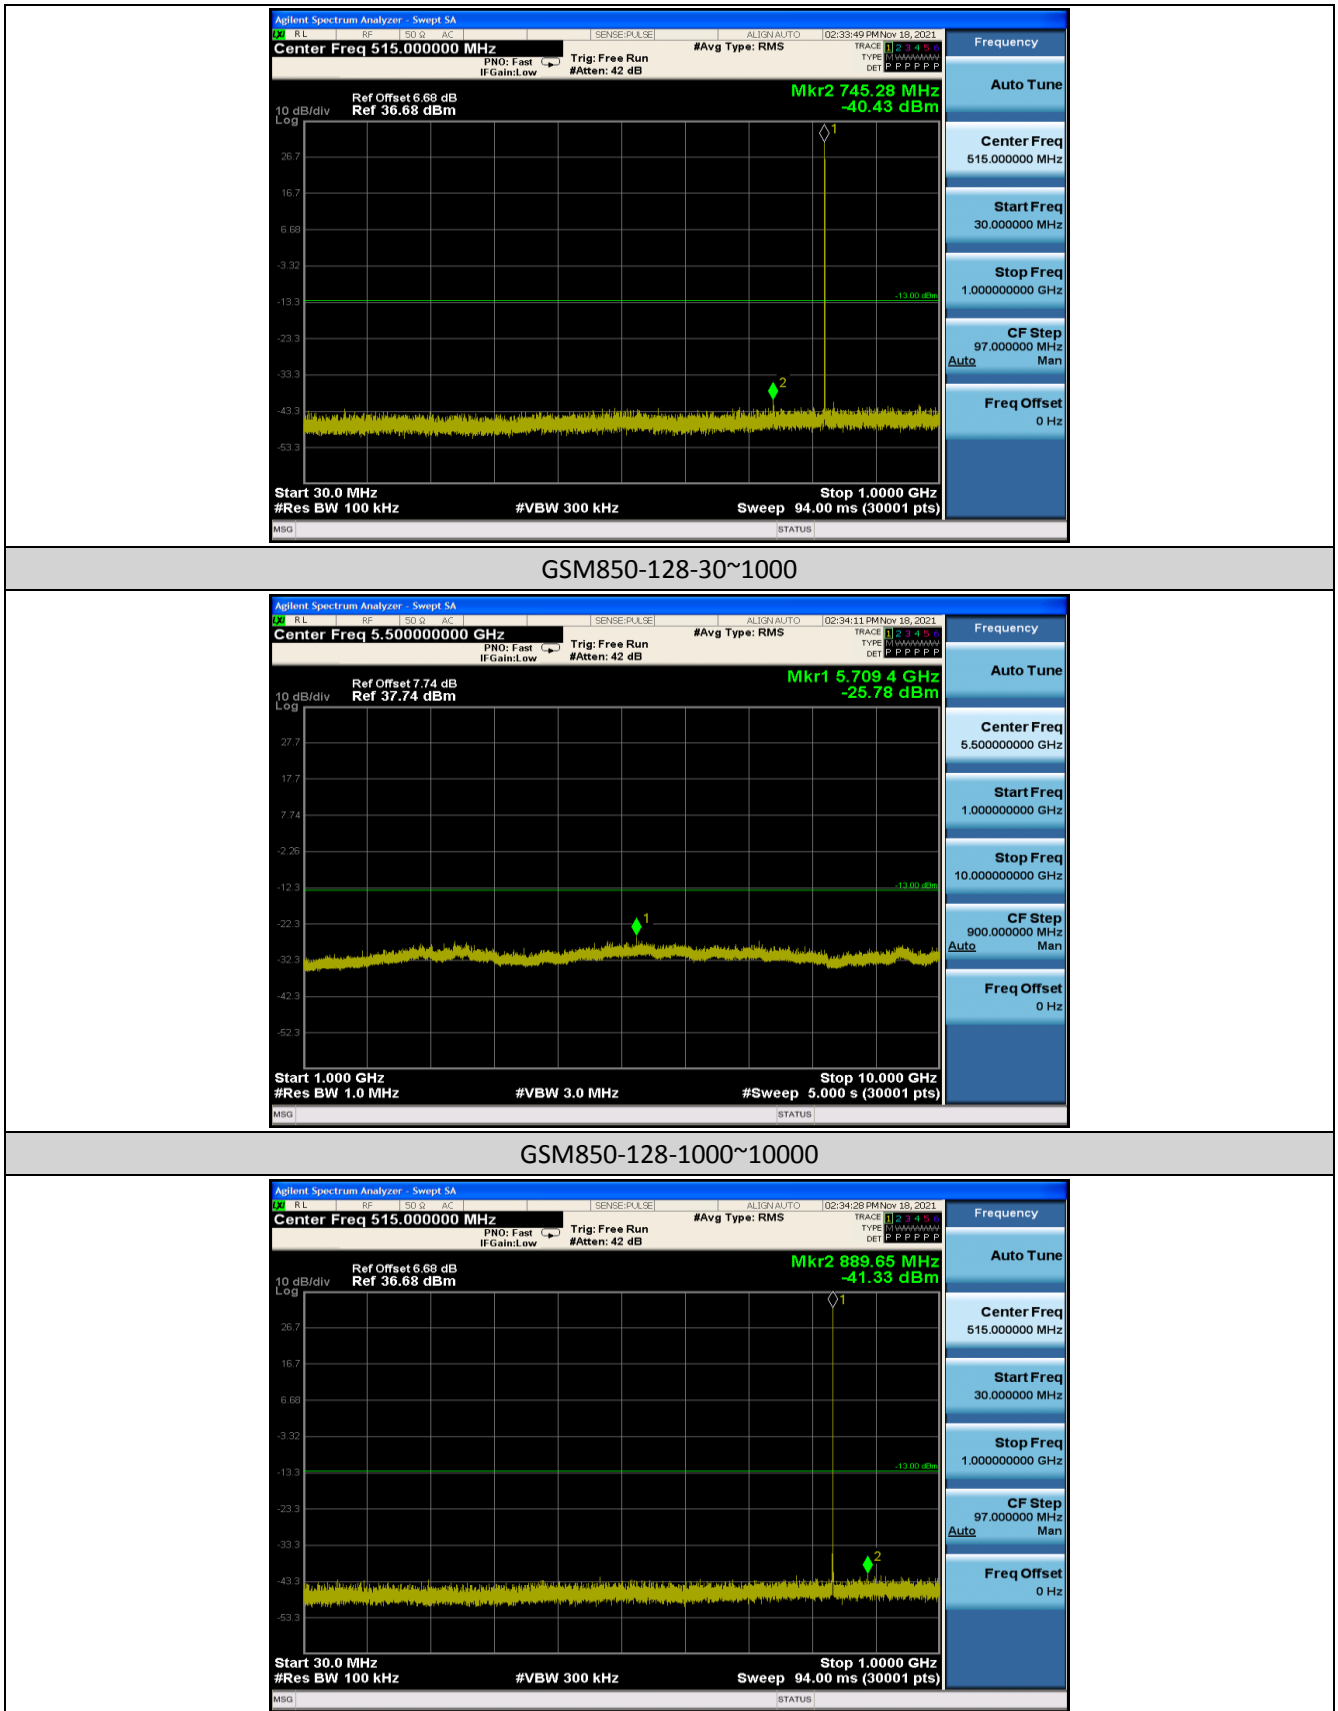 Agilent Spectrum Analyzer - Swept SA
LXI RL RF 50 Ω AC SENSE:PULSE ALIGN AUTO 02:33:49 PM Nov 18, 2021
Center Freq 515.000000 MHz
PNO: Fast
IFGain:Low
Trig: Free Run
#Atten: 42 dB
#Avg Type: RMS
TRACE 1 2 3 4 5 6
TYPE M W W W W W
DET P P P P P P
Frequency
Auto Tune
Mkr2 745.28 MHz
-40.43 dBm
Ref Offset 6.68 dB
10 dB/div Ref 36.68 dBm
Log
1
26.7
16.7
6.68
-3.32
-13.3
-23.3
-33.3
-43.3
-53.3
-13.00 dBm
2
Center Freq
515.000000 MHz
Start Freq
30.000000 MHz
Stop Freq
1.000000000 GHz
CF Step
97.000000 MHz
Auto Man
Freq Offset
0 Hz
Start 30.0 MHz Stop 1.0000 GHz
#Res BW 100 kHz #VBW 300 kHz Sweep 94.00 ms (30001 pts)
MSG STATUS
GSM850-128-30~1000
Agilent Spectrum Analyzer - Swept SA
LXI RL RF 50 Ω AC SENSE:PULSE ALIGN AUTO 02:34:11 PM Nov 18, 2021
Center Freq 5.500000000 GHz
PNO: Fast
IFGain:Low
Trig: Free Run
#Atten: 42 dB
#Avg Type: RMS
TRACE 1 2 3 4 5 6
TYPE M W W W W W
DET P P P P P P
Frequency
Auto Tune
Mkr1 5.709 4 GHz
-25.78 dBm
Ref Offset 7.74 dB
10 dB/div Ref 37.74 dBm
Log
27.7
17.7
7.74
-2.26
-12.3
-22.3
-32.3
-42.3
-52.3
-13.00 dBm
1
Center Freq
5.500000000 GHz
Start Freq
1.000000000 GHz
Stop Freq
10.000000000 GHz
CF Step
900.000000 MHz
Auto Man
Freq Offset
0 Hz
Start 1.000 GHz Stop 10.000 GHz
#Res BW 1.0 MHz #VBW 3.0 MHz #Sweep 5.000 s (30001 pts)
MSG STATUS
GSM850-128-1000~10000
Agilent Spectrum Analyzer - Swept SA
LXI RL RF 50 Ω AC SENSE:PULSE ALIGN AUTO 02:34:28 PM Nov 18, 2021
Center Freq 515.000000 MHz
PNO: Fast
IFGain:Low
Trig: Free Run
#Atten: 42 dB
#Avg Type: RMS
TRACE 1 2 3 4 5 6
TYPE M W W W W W
DET P P P P P P
Frequency
Auto Tune
Mkr2 889.65 MHz
-41.33 dBm
Ref Offset 6.68 dB
10 dB/div Ref 36.68 dBm
Log
1
26.7
16.7
6.68
-3.32
-13.3
-23.3
-33.3
-43.3
-53.3
-13.00 dBm
2
Center Freq
515.000000 MHz
Start Freq
30.000000 MHz
Stop Freq
1.000000000 GHz
CF Step
97.000000 MHz
Auto Man
Freq Offset
0 Hz
Start 30.0 MHz Stop 1.0000 GHz
#Res BW 100 kHz #VBW 300 kHz Sweep 94.00 ms (30001 pts)
MSG STATUS